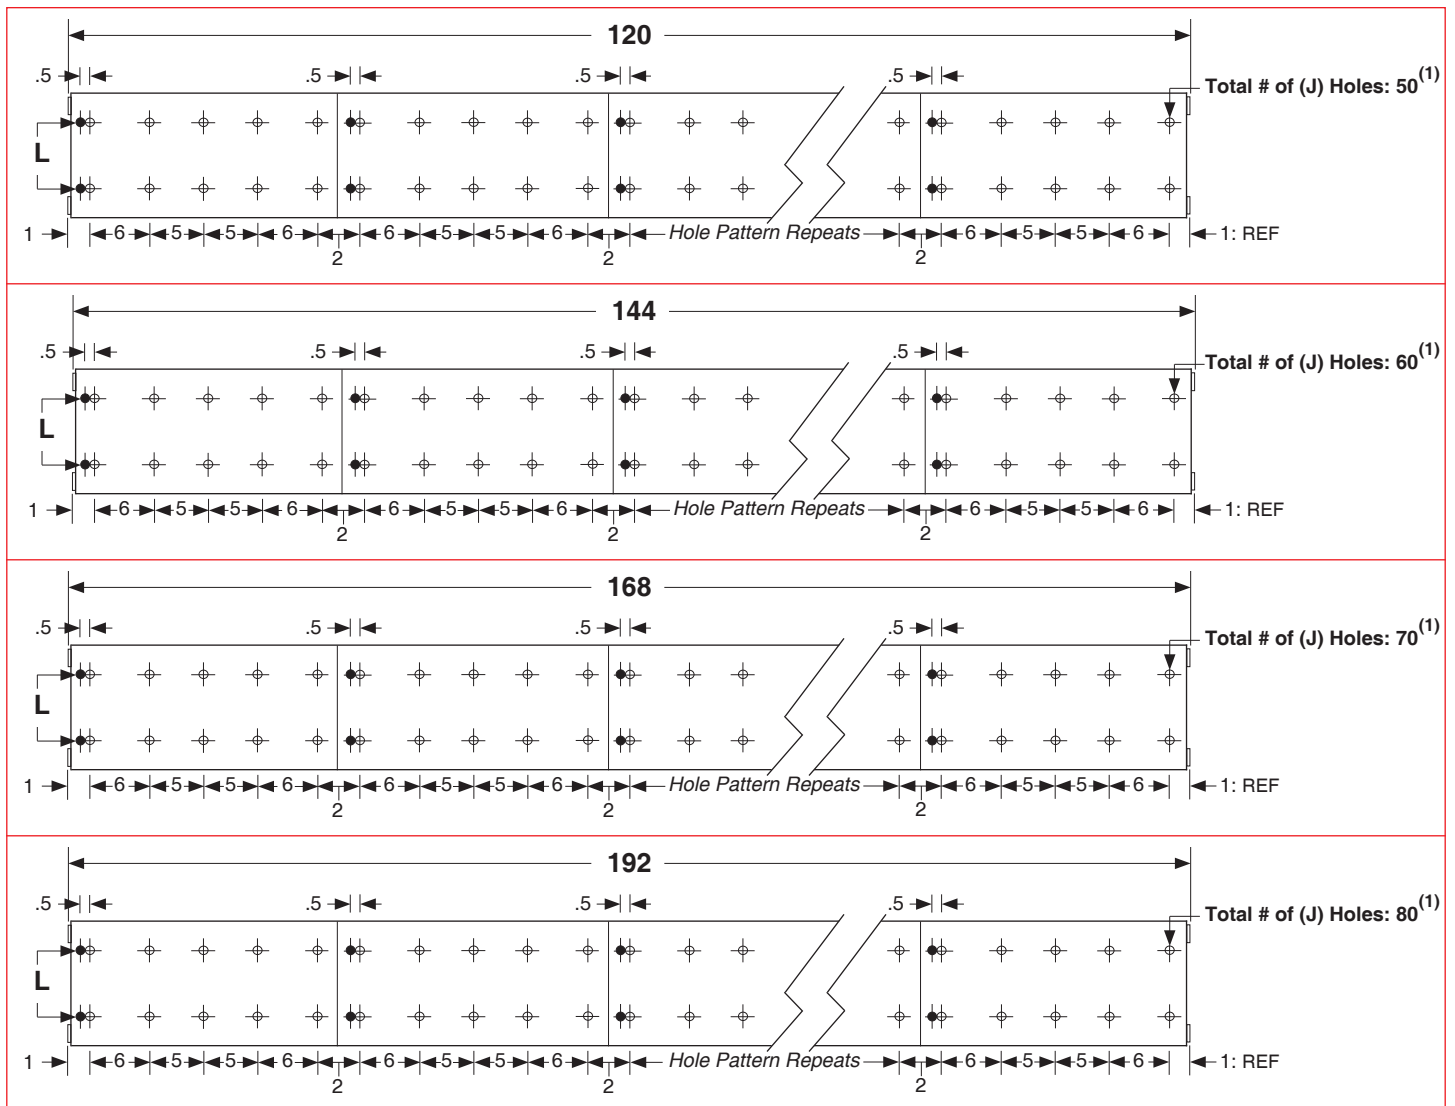 120
.5 .5 .5 .5
Total # of (J) Holes: 50(1)
L
1 6 5 5 6 6 5 5 6 Hole Pattern Repeats 6 5 5 6 1: REF
2 2 2
144
.5 .5 .5 .5
Total # of (J) Holes: 60(1)
L
1 6 5 5 6 6 5 5 6 Hole Pattern Repeats 6 5 5 6 1: REF
2 2 2
168
.5 .5 .5 .5
Total # of (J) Holes: 70(1)
L
1 6 5 5 6 6 5 5 6 Hole Pattern Repeats 6 5 5 6 1: REF
2 2 2
192
.5 .5 .5 .5
Total # of (J) Holes: 80(1)
L
1 6 5 5 6 6 5 5 6 Hole Pattern Repeats 6 5 5 6 1: REF
2 2 2